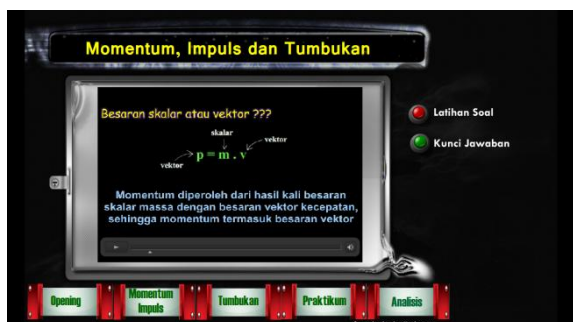 Momentum, Impuls dan Tumbukan
Besaran skalar atau vektor ???
skalar
vektor
p = m . v
vektor
Momentum diperoleh dari hasil kali besaran
skalar massa dengan besaran vektor kecepatan,
sehingga momentum termasuk besaran vektor
Latihan Soal
Kunci Jawaban
Opening
Momentum
Impuls
Tumbukan
Praktikum
Analisis